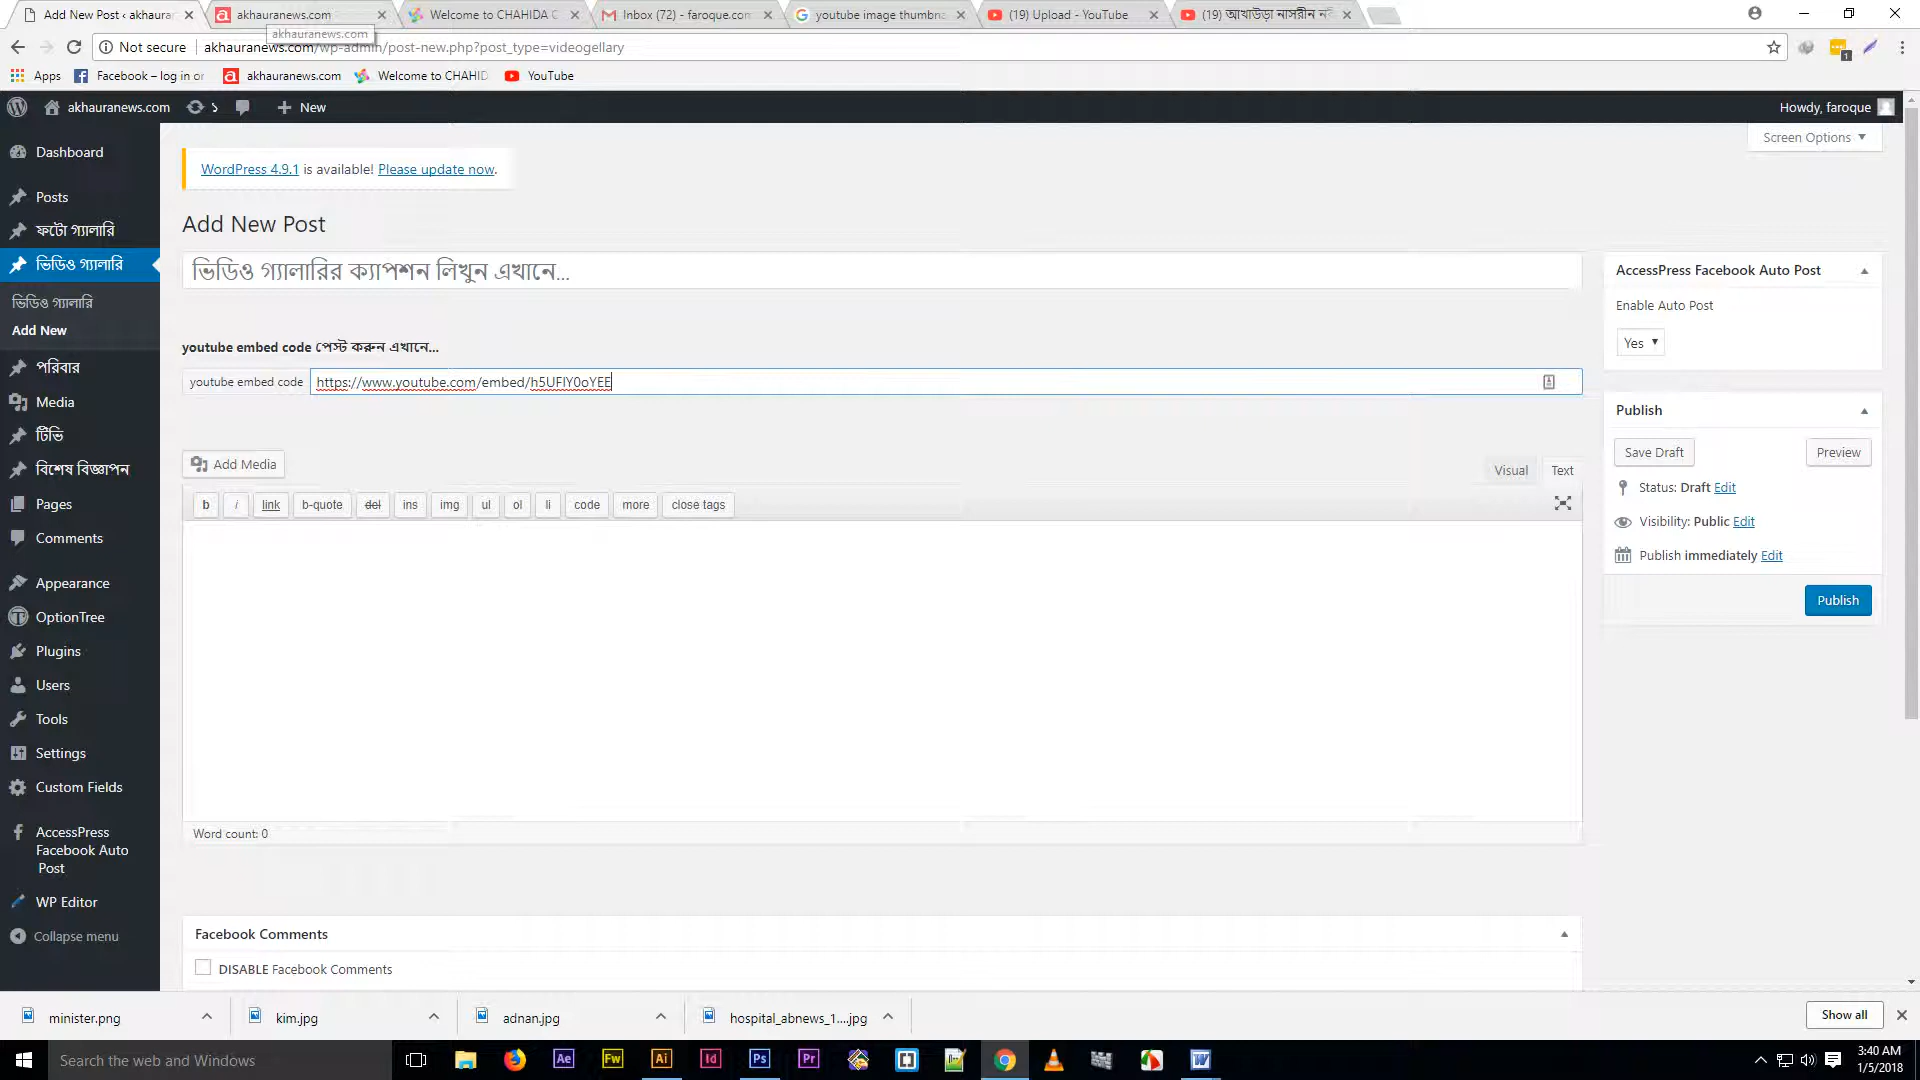 Add New Post ‹ akhaura
akhauranews.com
Welcome to CHAHIDA C
Inbox (72) - faroque.com
youtube image thumbna
(19) Upload - YouTube
(19) আখাউড়া নাসরীন নবী
akhauranews.com
Not secure
akhauranews.com/wp-admin/post-new.php?post_type=videogellary
Apps
Facebook – log in or
akhauranews.com
Welcome to CHAHID
YouTube
akhauranews.com
New
Howdy, faroque
Screen Options
Dashboard
Posts
ফটো গ্যালারি
ভিডিও গ্যালারি
ভিডিও গ্যালারি
Add New
পরিবার
Media
টিভি
বিশেষ বিজ্ঞাপন
Pages
Comments
Appearance
OptionTree
Plugins
Users
Tools
Settings
Custom Fields
AccessPress
Facebook Auto
Post
WP Editor
Collapse menu
WordPress 4.9.1 is available! Please update now.
Add New Post
ভিডিও গ্যালারির ক্যাপশন লিখুন এখানে...
youtube embed code পেস্ট করুন এখানে...
youtube embed code
https://www.youtube.com/embed/h5UFlY0oYEE
Add Media
Visual
Text
b
i
link
b-quote
del
ins
img
ul
ol
li
code
more
close tags
Word count: 0
Facebook Comments
DISABLE Facebook Comments
AccessPress Facebook Auto Post
Enable Auto Post
Yes
Publish
Save Draft
Preview
Status: Draft Edit
Visibility: Public Edit
Publish immediately Edit
Publish
minister.png
kim.jpg
adnan.jpg
hospital_abnews_1....jpg
Show all
Search the web and Windows
Ae
Fw
Ai
Id
Ps
Pr
3:40 AM
1/5/2018